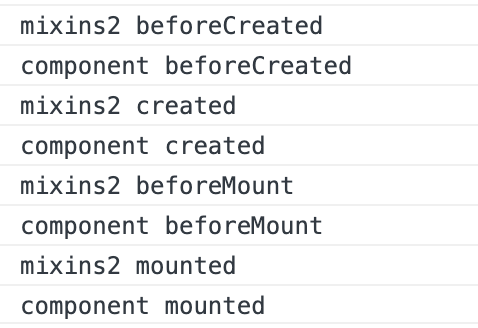 mixins2 beforeCreated
component beforeCreated
mixins2 created
component created
mixins2 beforeMount
component beforeMount
mixins2 mounted
component mounted